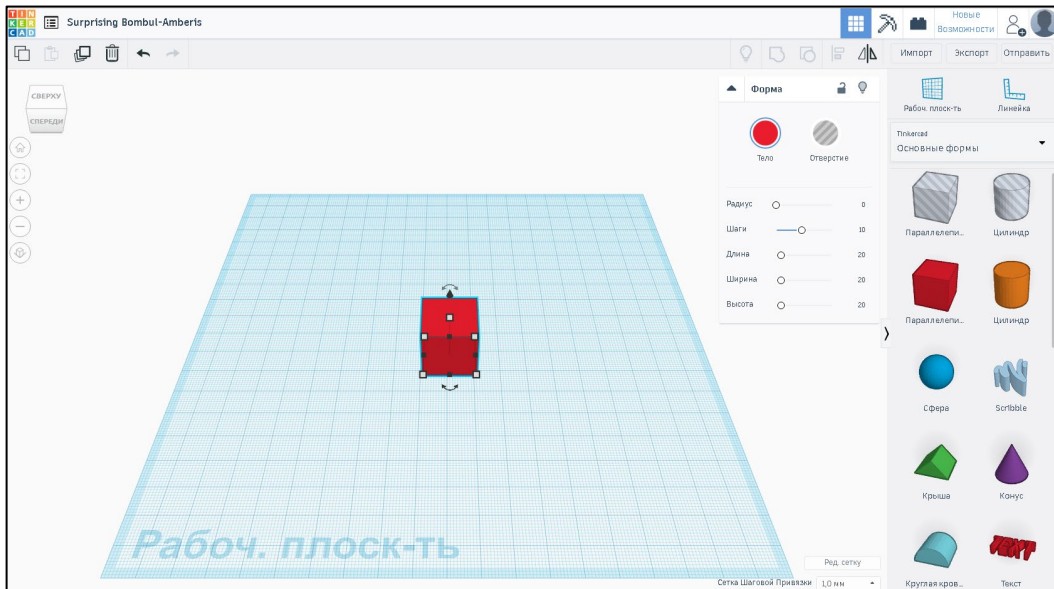 TIN
KER
CAD
Surprising Bombul-Amberis
Новые
Возможности
Импорт
Экспорт
Отправить
СВЕРХУ
СПЕРЕДИ
Форма
Тело
Отверстие
Радиус
0
Шаги
10
Длина
20
Ширина
20
Высота
20
Рабоч. плоск-ть
Линейка
Tinkercad
Основные формы
Параллелепи...
Цилиндр
Параллелепи...
Цилиндр
Сфера
Scribble
Крыша
Конус
Круглая кров...
Текст
TEXT
Рабоч. плоск-ть
Ред. сетку
Сетка Шаговой Привязки
1,0 мм